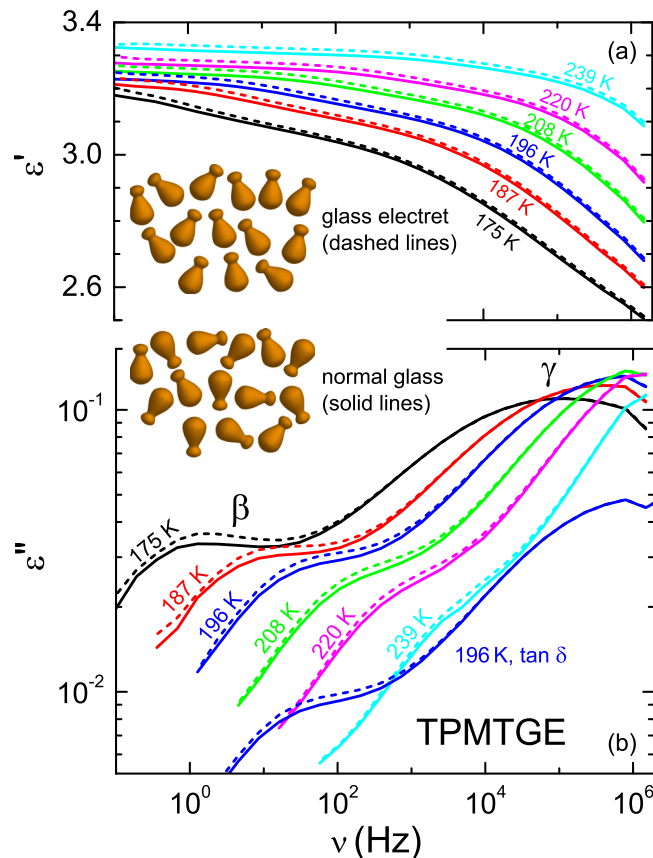 3.4
(a)
239 K
220 K
208 K
196 K
187 K
175 K
3.0
ε'
glass electret
(dashed lines)
2.6
normal glass
(solid lines)
γ
10⁻¹
β
175 K
187 K
196 K
208 K
220 K
239 K
ε''
196 K, tan δ
10⁻²
TPMTGE
(b)
10⁰ 10² 10⁴ 10⁶
ν (Hz)